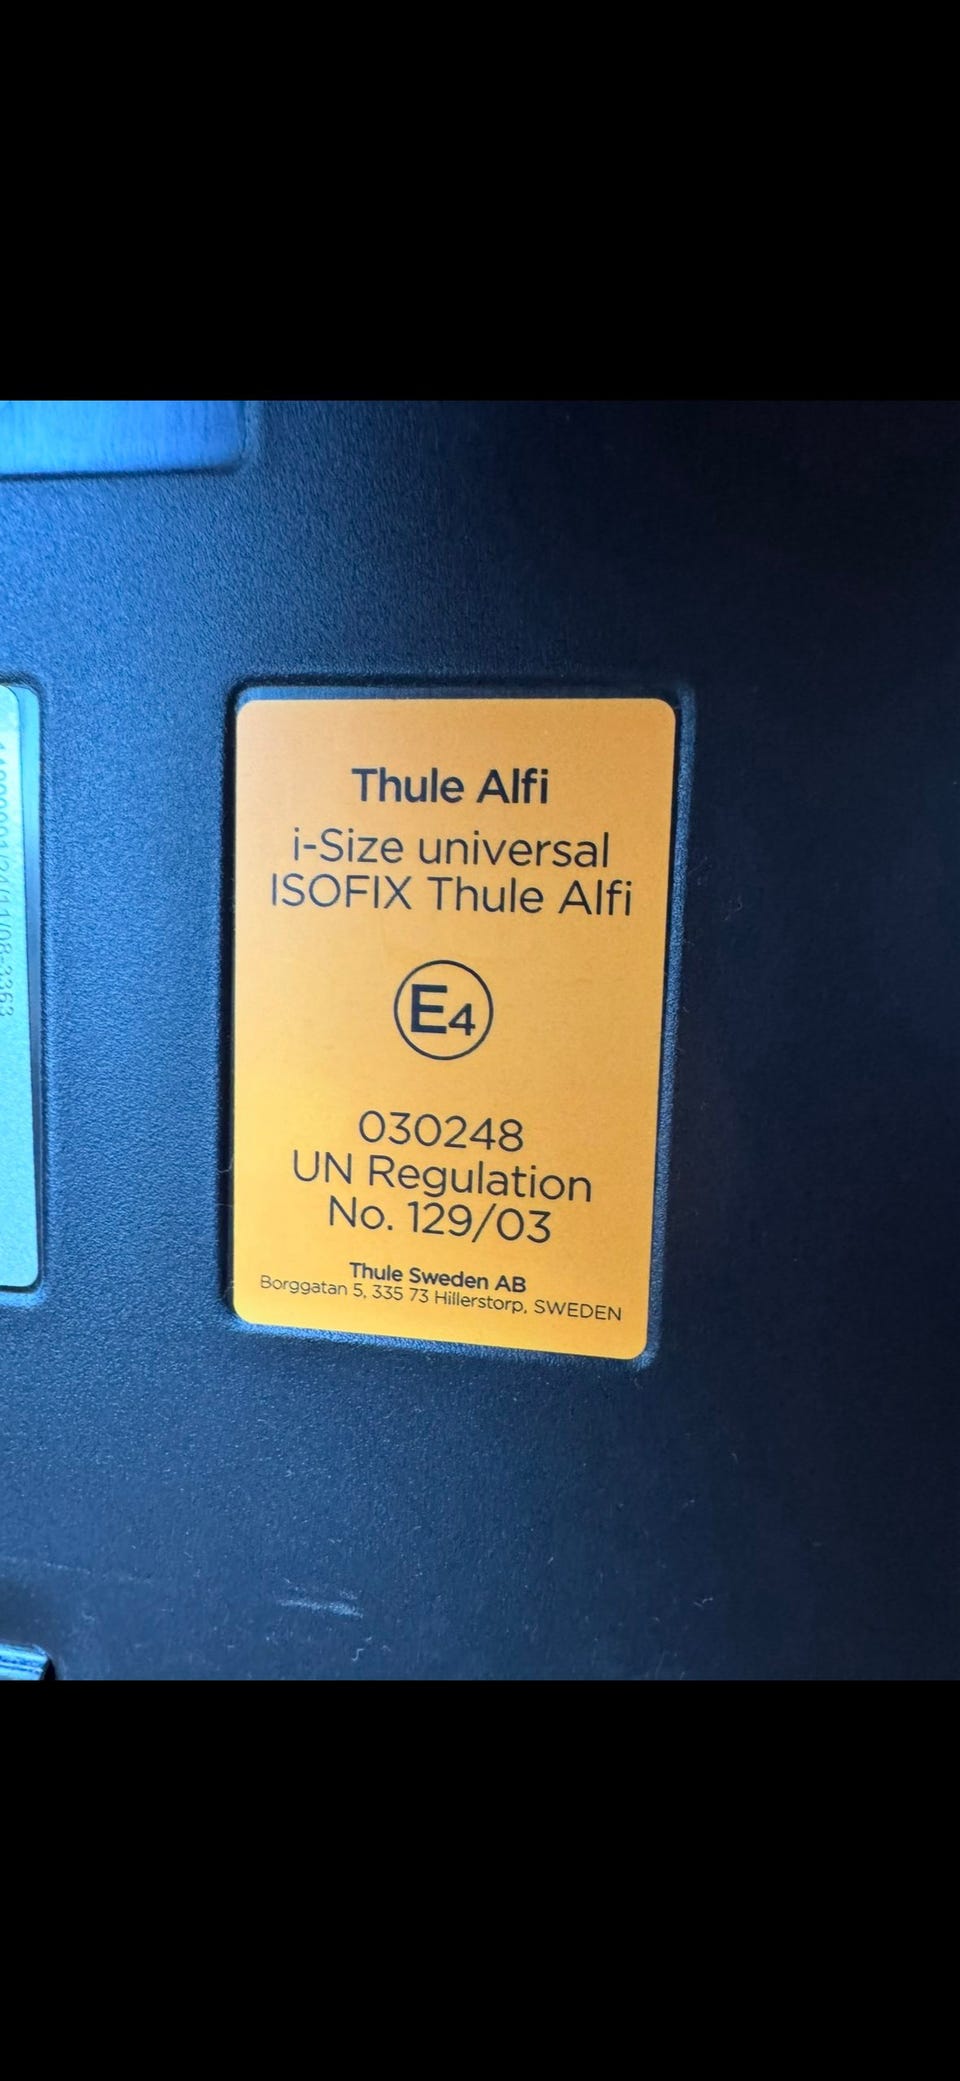 Thule Alfi
i-Size universal
ISOFIX Thule Alfi
E4
030248
UN Regulation
No. 129/03
Thule Sweden AB
Borggatan 5, 335 73 Hillerstorp, SWEDEN